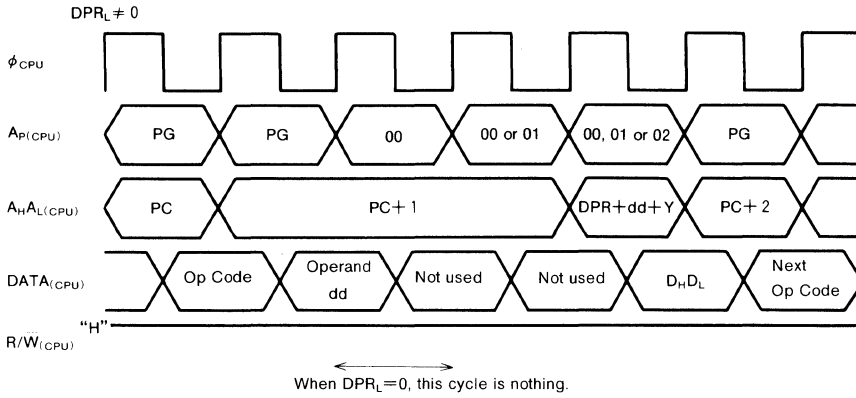 DPRL ≠ 0
φCPU
AP(CPU) PG PG 00 00 or 01 00, 01 or 02 PG
AHAL(CPU) PC PC+1 DPR+dd+Y PC+2
DATA(CPU) Op Code Operand dd Not used Not used DHDL Next Op Code
"H"
R/W̅(CPU)
When DPRL=0, this cycle is nothing.